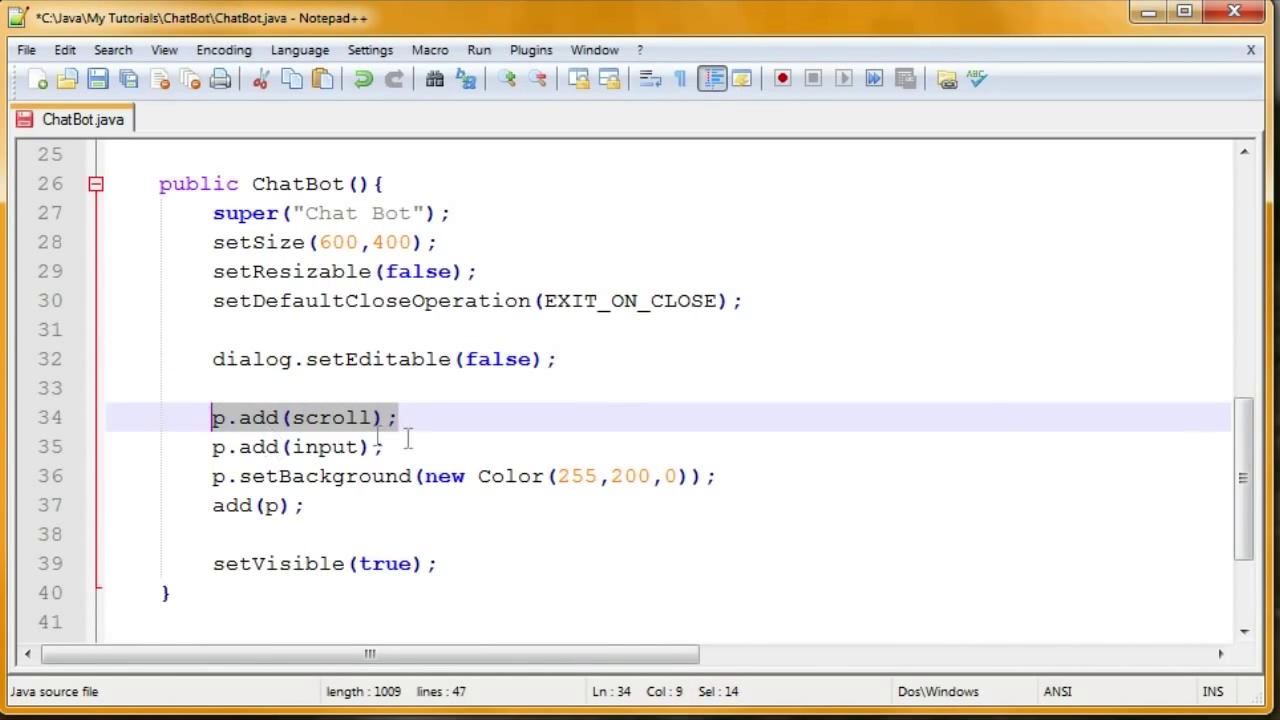 *C:\Java\My Tutorials\ChatBot\ChatBot.java - Notepad++
File Edit Search View Encoding Language Settings Macro Run Plugins Window ? X
ABC
ChatBot.java
25
26 public ChatBot(){
27 super("Chat Bot");
28 setSize(600,400);
29 setResizable(false);
30 setDefaultCloseOperation(EXIT_ON_CLOSE);
31
32 dialog.setEditable(false);
33
34 p.add(scroll);
35 p.add(input);
36 p.setBackground(new Color(255,200,0));
37 add(p);
38
39 setVisible(true);
40 }
41
Java source file length : 1009 lines : 47 Ln : 34 Col : 9 Sel : 14 Dos\Windows ANSI INS